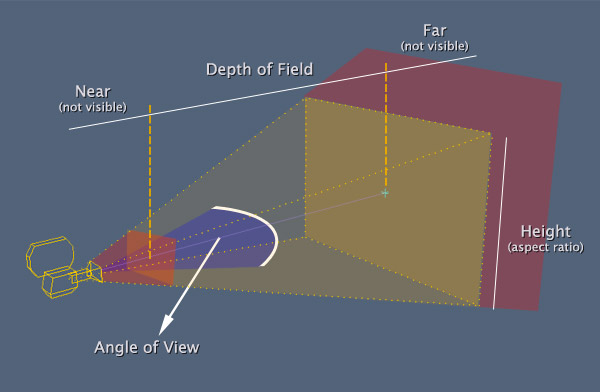 Far
(not visible)
Depth of Field
Near
(not visible)
Height
(aspect ratio)
Angle of View